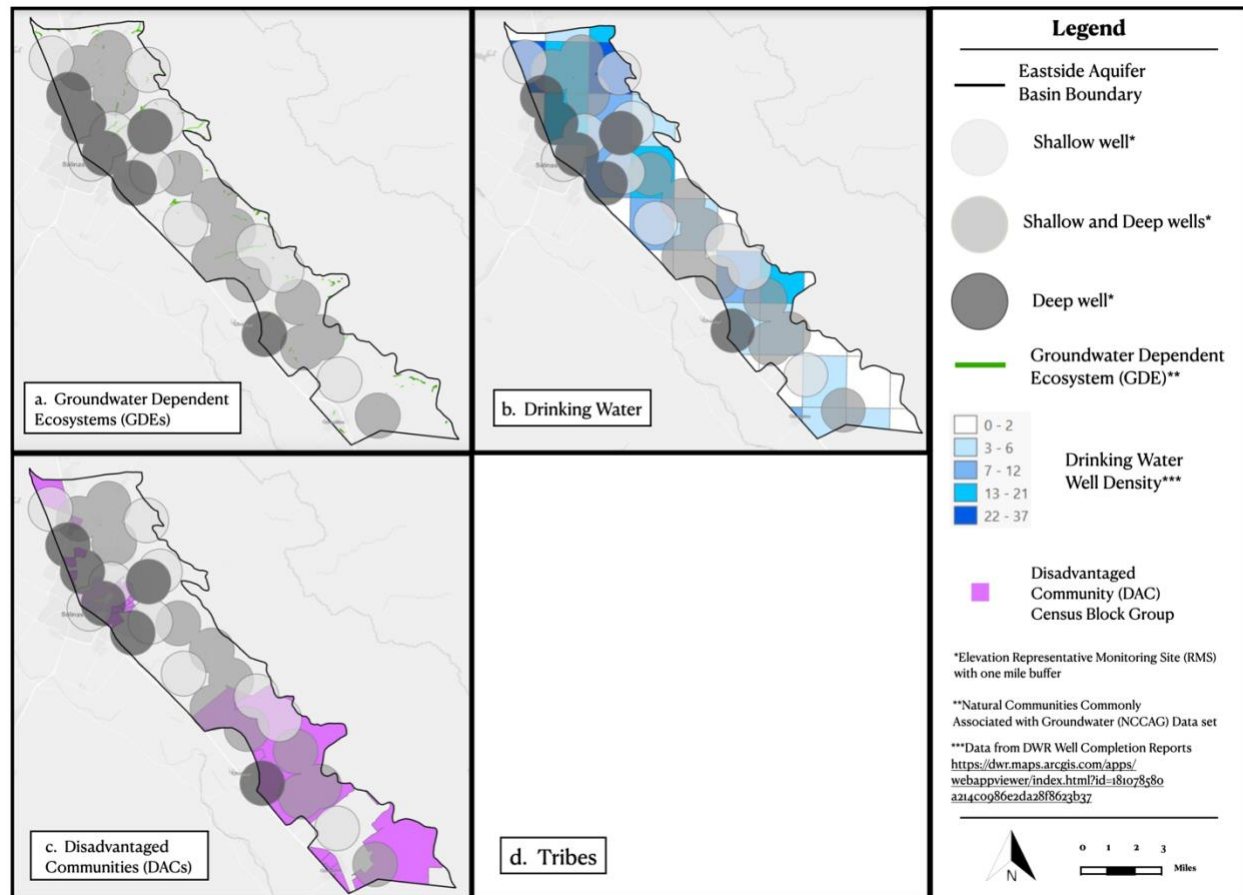 a. Groundwater Dependent
Ecosystems (GDEs)
Salinas
b. Drinking Water
c. Disadvantaged
Communities (DACs)
Salinas
d. Tribes
Legend
Eastside Aquifer
Basin Boundary
Shallow well*
Shallow and Deep wells*
Deep well*
Groundwater Dependent
Ecosystem (GDE)**
0 - 2
3 - 6
7 - 12
13 - 21
22 - 37
Drinking Water
Well Density***
Disadvantaged
Community (DAC)
Census Block Group
*Elevation Representative Monitoring Site (RMS)
with one mile buffer
**Natural Communities Commonly
Associated with Groundwater (NCCAG) Data set
***Data from DWR Well Completion Reports
https://dwr.maps.arcgis.com/apps/
webappviewer/index.html?id=181078580
a214c0986e2da28f8623b37
N
0 1 2 3
Miles